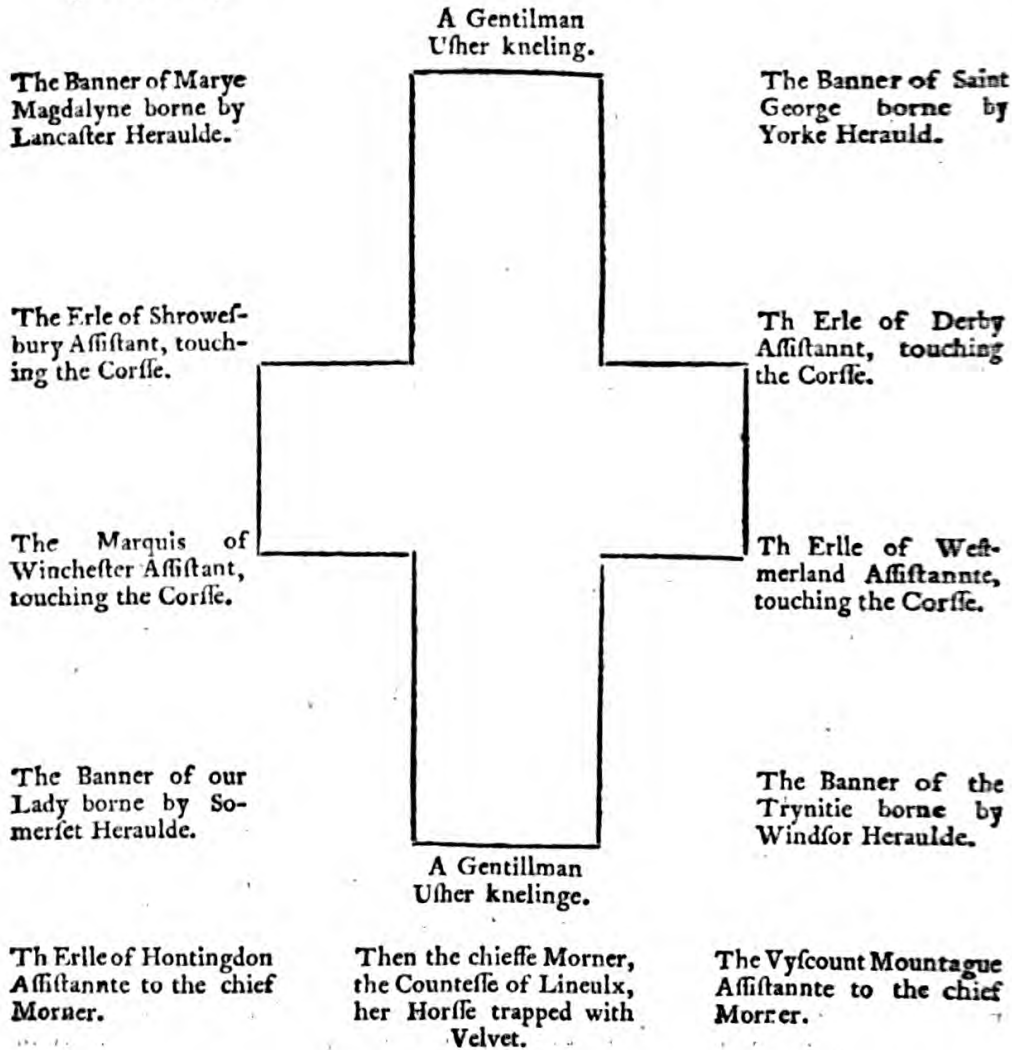 A Gentilman
Uſher kneling.
The Banner of Marye
Magdalyne borne by
Lancaſter Heraulde.
The Banner of Saint
George borne by
Yorke Herauld.
The Erle of Shroweſ-
bury Aſſiſtant, touch-
ing the Corſſe.
Th Erle of Derby
Aſſiſtannt, touching
the Corſſe.
The Marquis of
Wincheſter Aſſiſtant,
touching the Corſſe.
Th Erlle of Weſt-
merland Aſſiſtannte,
touching the Corſſe.
The Banner of our
Lady borne by So-
merſet Heraulde.
The Banner of the
Trynitie borne by
Windſor Heraulde.
A Gentillman
Uſher knelinge.
Th Erlle of Hontingdon
Aſſiſtannte to the chief
Morner.
Then the chieffe Morner,
the Counteſſe of Lineulx,
her Horſſe trapped with
Velvet.
The Vyſcount Mountague
Aſſiſtannte to the chief
Morner.